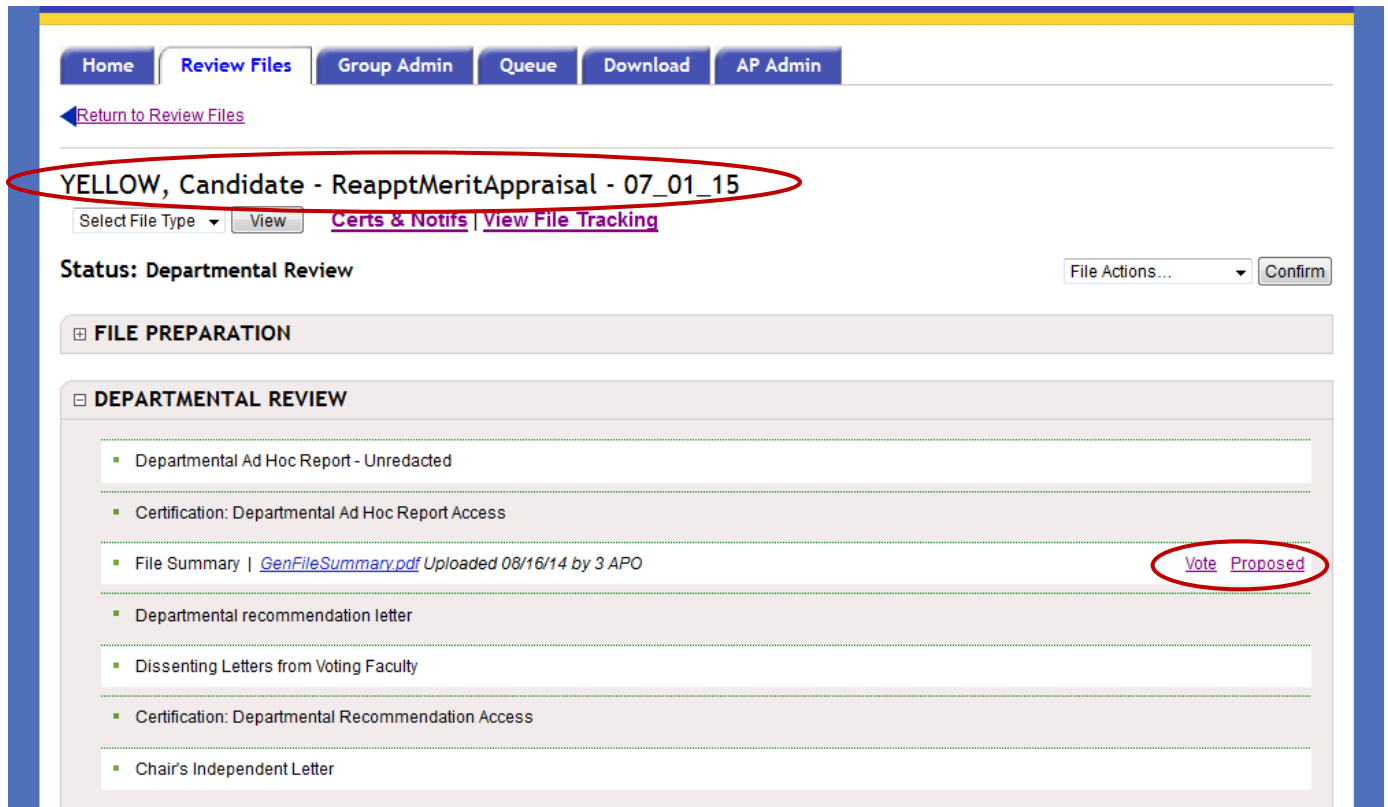 Home Review Files Group Admin Queue Download AP Admin
Return to Review Files
YELLOW, Candidate - ReapptMeritAppraisal - 07_01_15
Select File Type View Certs & Notifs | View File Tracking
Status: Departmental Review File Actions... Confirm
FILE PREPARATION
DEPARTMENTAL REVIEW
Departmental Ad Hoc Report - Unredacted
Certification: Departmental Ad Hoc Report Access
File Summary | GenFileSummary.pdf Uploaded 08/16/14 by 3 APO Vote Proposed
Departmental recommendation letter
Dissenting Letters from Voting Faculty
Certification: Departmental Recommendation Access
Chair's Independent Letter